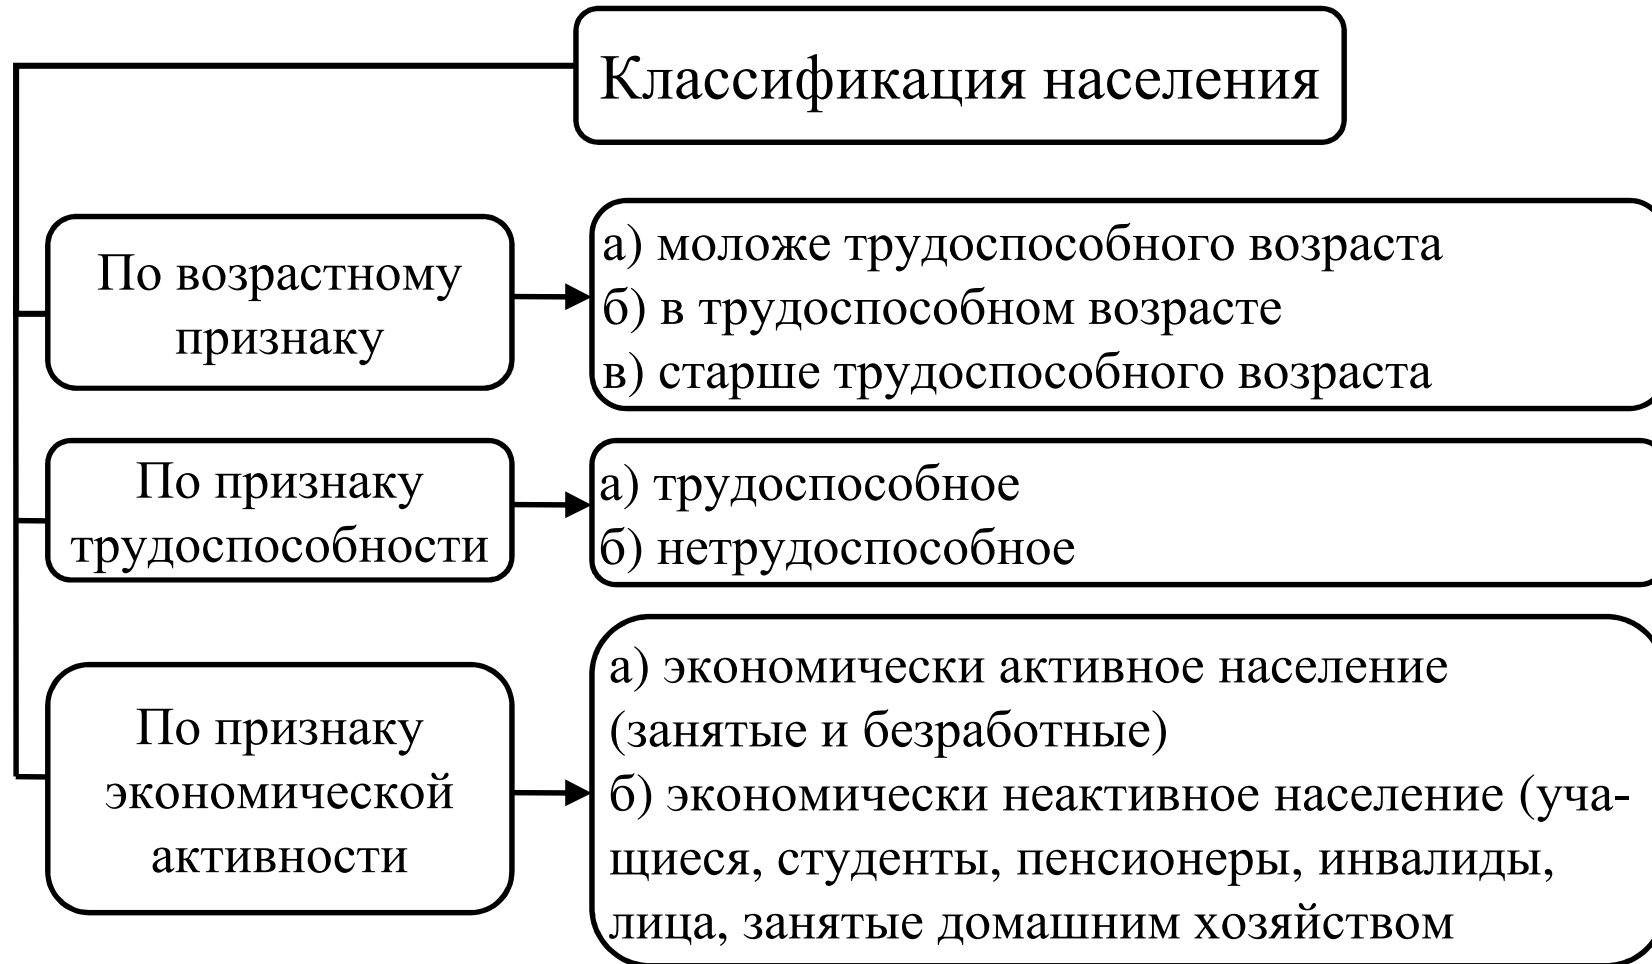 Классификация населения
По возрастному
признаку
а) моложе трудоспособного возраста
б) в трудоспособном возрасте
в) старше трудоспособного возраста
По признаку
трудоспособности
а) трудоспособное
б) нетрудоспособное
По признаку
экономической
активности
а) экономически активное население
(занятые и безработные)
б) экономически неактивное население (уча-
щиеся, студенты, пенсионеры, инвалиды,
лица, занятые домашним хозяйством